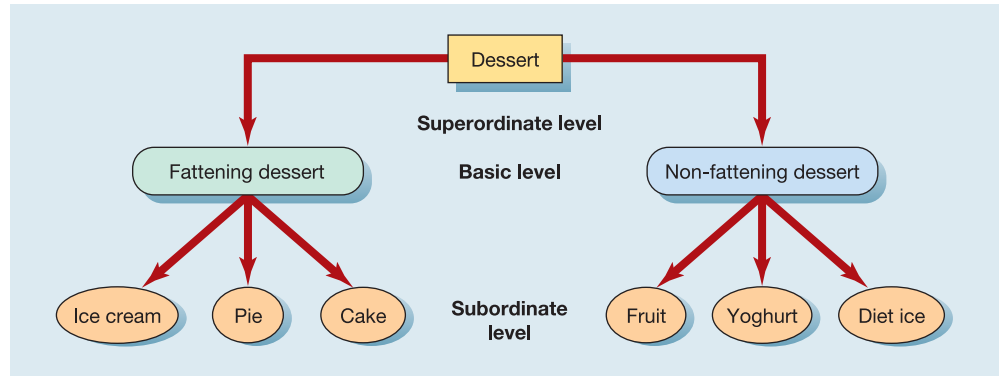 Dessert
Superordinate level
Fattening dessert
Basic level
Non-fattening dessert
Ice cream
Pie
Cake
Subordinate
level
Fruit
Yoghurt
Diet ice